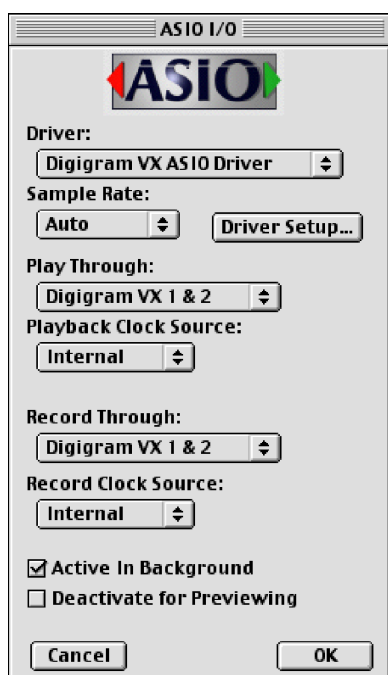 ASIO I/O
ASIO
Driver:
Digigram VX ASIO Driver
Sample Rate:
Auto
Driver Setup...
Play Through:
Digigram VX 1 & 2
Playback Clock Source:
Internal
Record Through:
Digigram VX 1 & 2
Record Clock Source:
Internal
Active In Background
Deactivate for Previewing
Cancel
OK